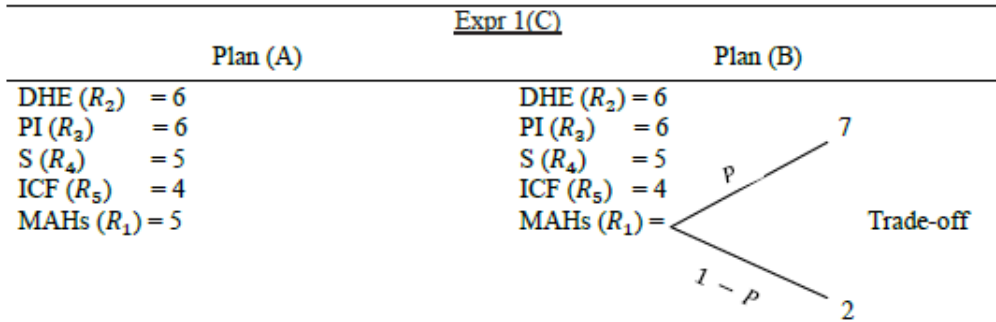 Expr 1(C)
Plan (A) Plan (B)
DHE (R₂) = 6 DHE (R₂) = 6
PI (R₃) = 6 PI (R₃) = 6 7
S (R₄) = 5 S (R₄) = 5
ICF (R₅) = 4 ICF (R₅) = 4 P
MAHs (R₁) = 5 MAHs (R₁) = Trade-off
1 – P
2